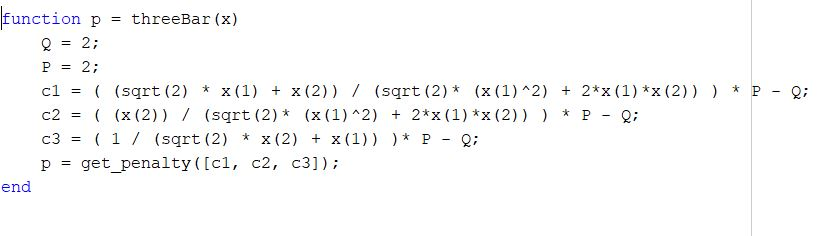 function p = threeBar(x)
Q = 2;
P = 2;
c1 = ( (sqrt(2) * x(1) + x(2)) / (sqrt(2)* (x(1)^2) + 2*x(1)*x(2)) ) * P - Q;
c2 = ( (x(2)) / (sqrt(2)* (x(1)^2) + 2*x(1)*x(2)) ) * P - Q;
c3 = ( 1 / (sqrt(2) * x(2) + x(1)) )* P - Q;
p = get_penalty([c1, c2, c3]);
end